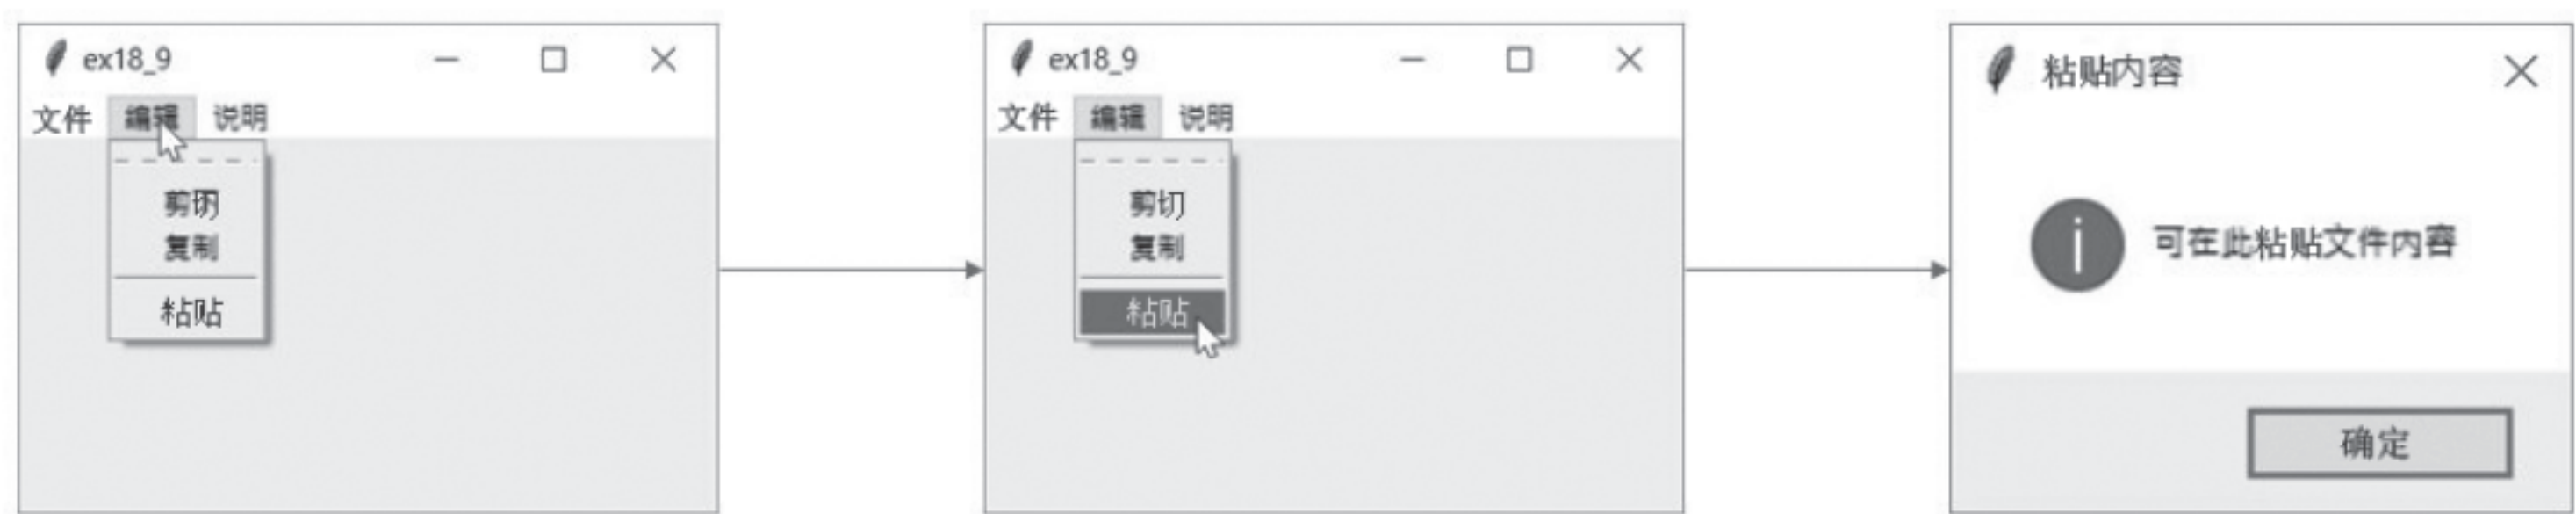 ex18_9
文件 编辑 说明
剪切
复制
粘贴
ex18_9
文件 编辑 说明
剪切
复制
粘贴
粘贴内容
可在此粘贴文件内容
确定